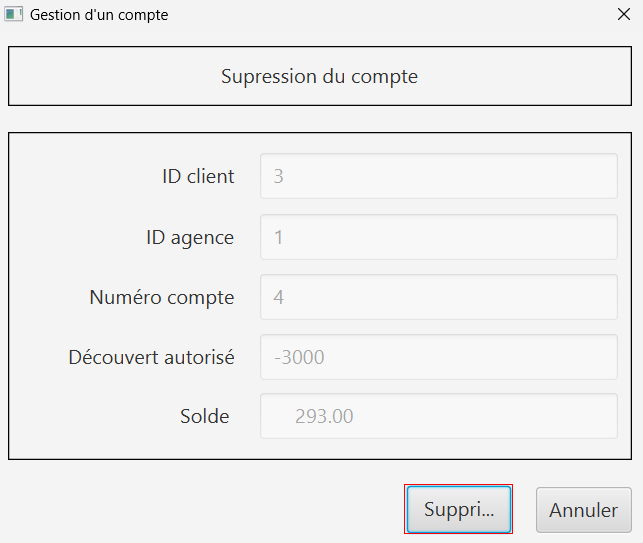 Gestion d'un compte
Supression du compte
ID client 3
ID agence 1
Numéro compte 4
Découvert autorisé -3000
Solde 293.00
Suppri... Annuler